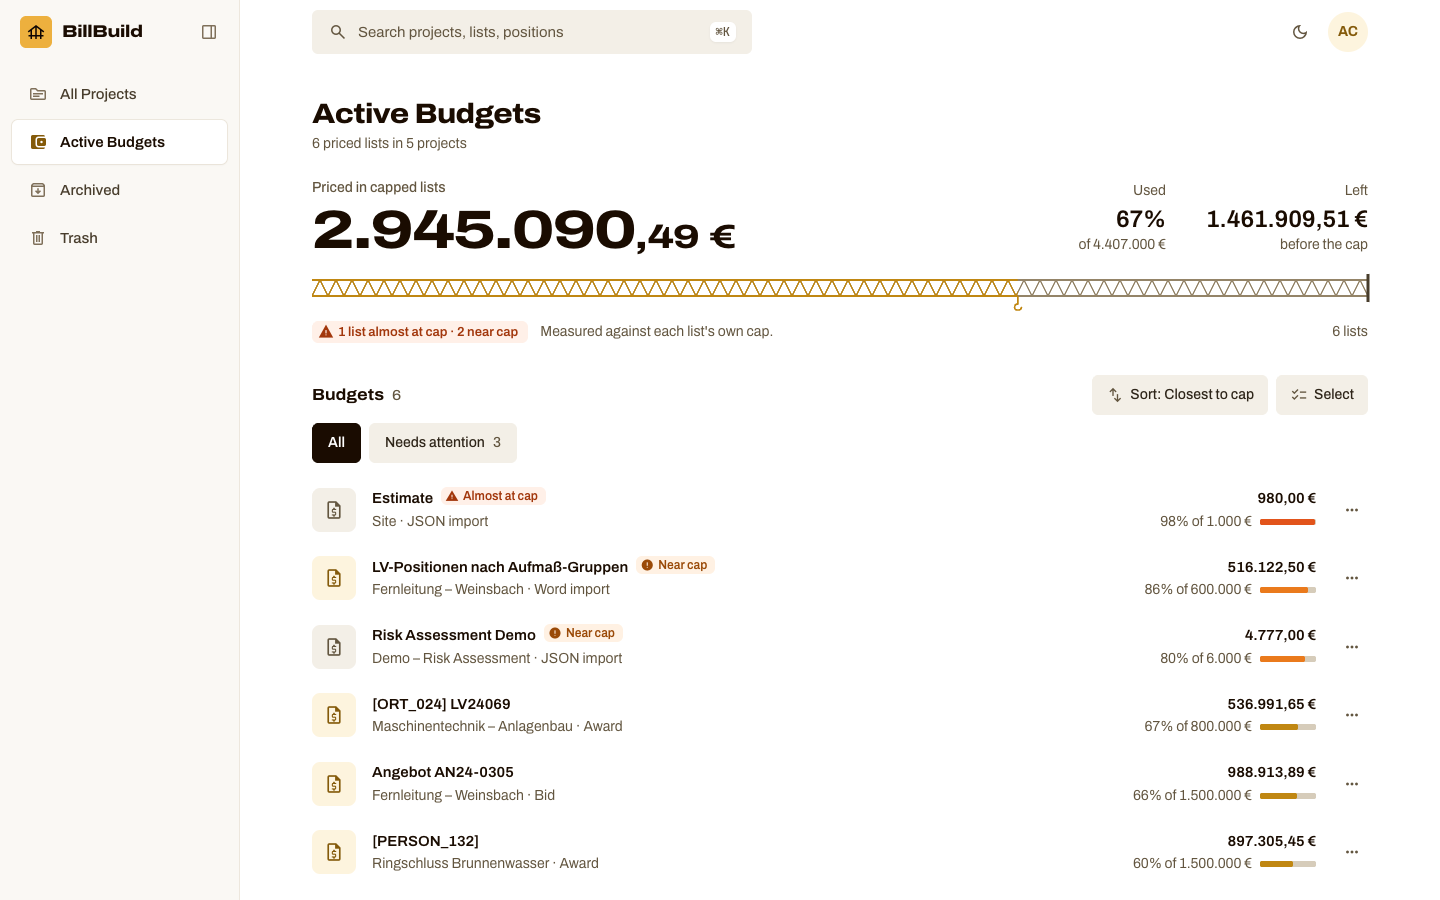 BillBuild
Search projects, lists, positions
⌘K
AC
All Projects
Active Budgets
Archived
Trash
Active Budgets
6 priced lists in 5 projects
Priced in capped lists
2.945.090,49 €
Used
67%
of 4.407.000 €
Left
1.461.909,51 €
before the cap
1 list almost at cap · 2 near cap
Measured against each list's own cap.
6 lists
Budgets 6
Sort: Closest to cap
Select
All
Needs attention 3
Estimate
Almost at cap
980,00 €
Site · JSON import
98% of 1.000 €
LV-Positionen nach Aufmaß-Gruppen
Near cap
516.122,50 €
Fernleitung – Weinsbach · Word import
86% of 600.000 €
Risk Assessment Demo
Near cap
4.777,00 €
Demo – Risk Assessment · JSON import
80% of 6.000 €
[ORT_024] LV24069
536.991,65 €
Maschinentechnik – Anlagenbau · Award
67% of 800.000 €
Angebot AN24-0305
988.913,89 €
Fernleitung – Weinsbach · Bid
66% of 1.500.000 €
[PERSON_132]
897.305,45 €
Ringschluss Brunnenwasser · Award
60% of 1.500.000 €